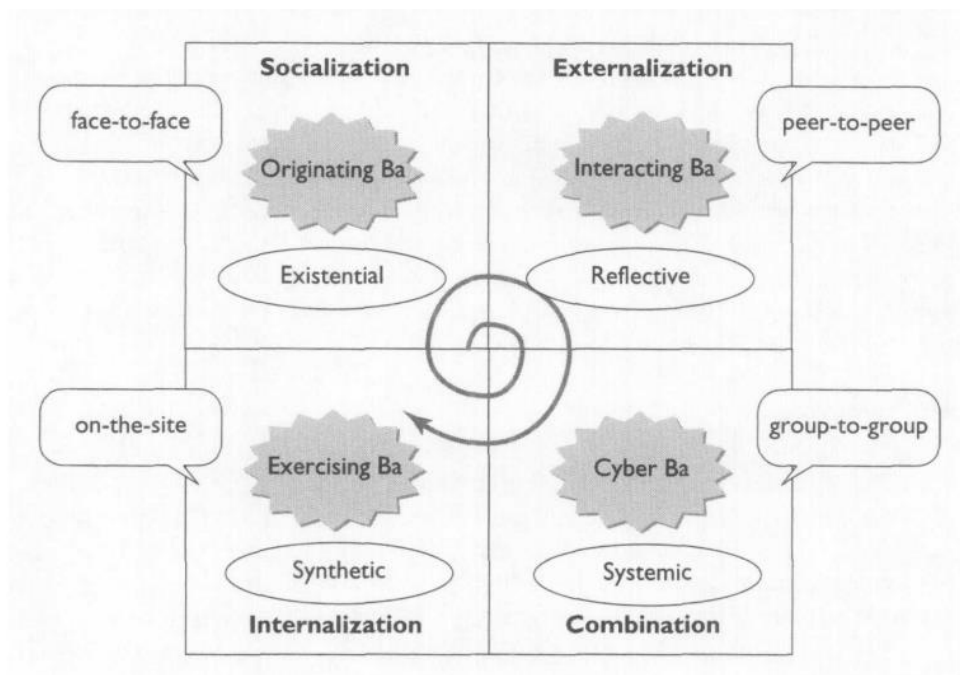 Socialization
Externalization
face-to-face
peer-to-peer
Originating Ba
Interacting Ba
Existential
Reflective
on-the-site
group-to-group
Exercising Ba
Cyber Ba
Synthetic
Systemic
Internalization
Combination